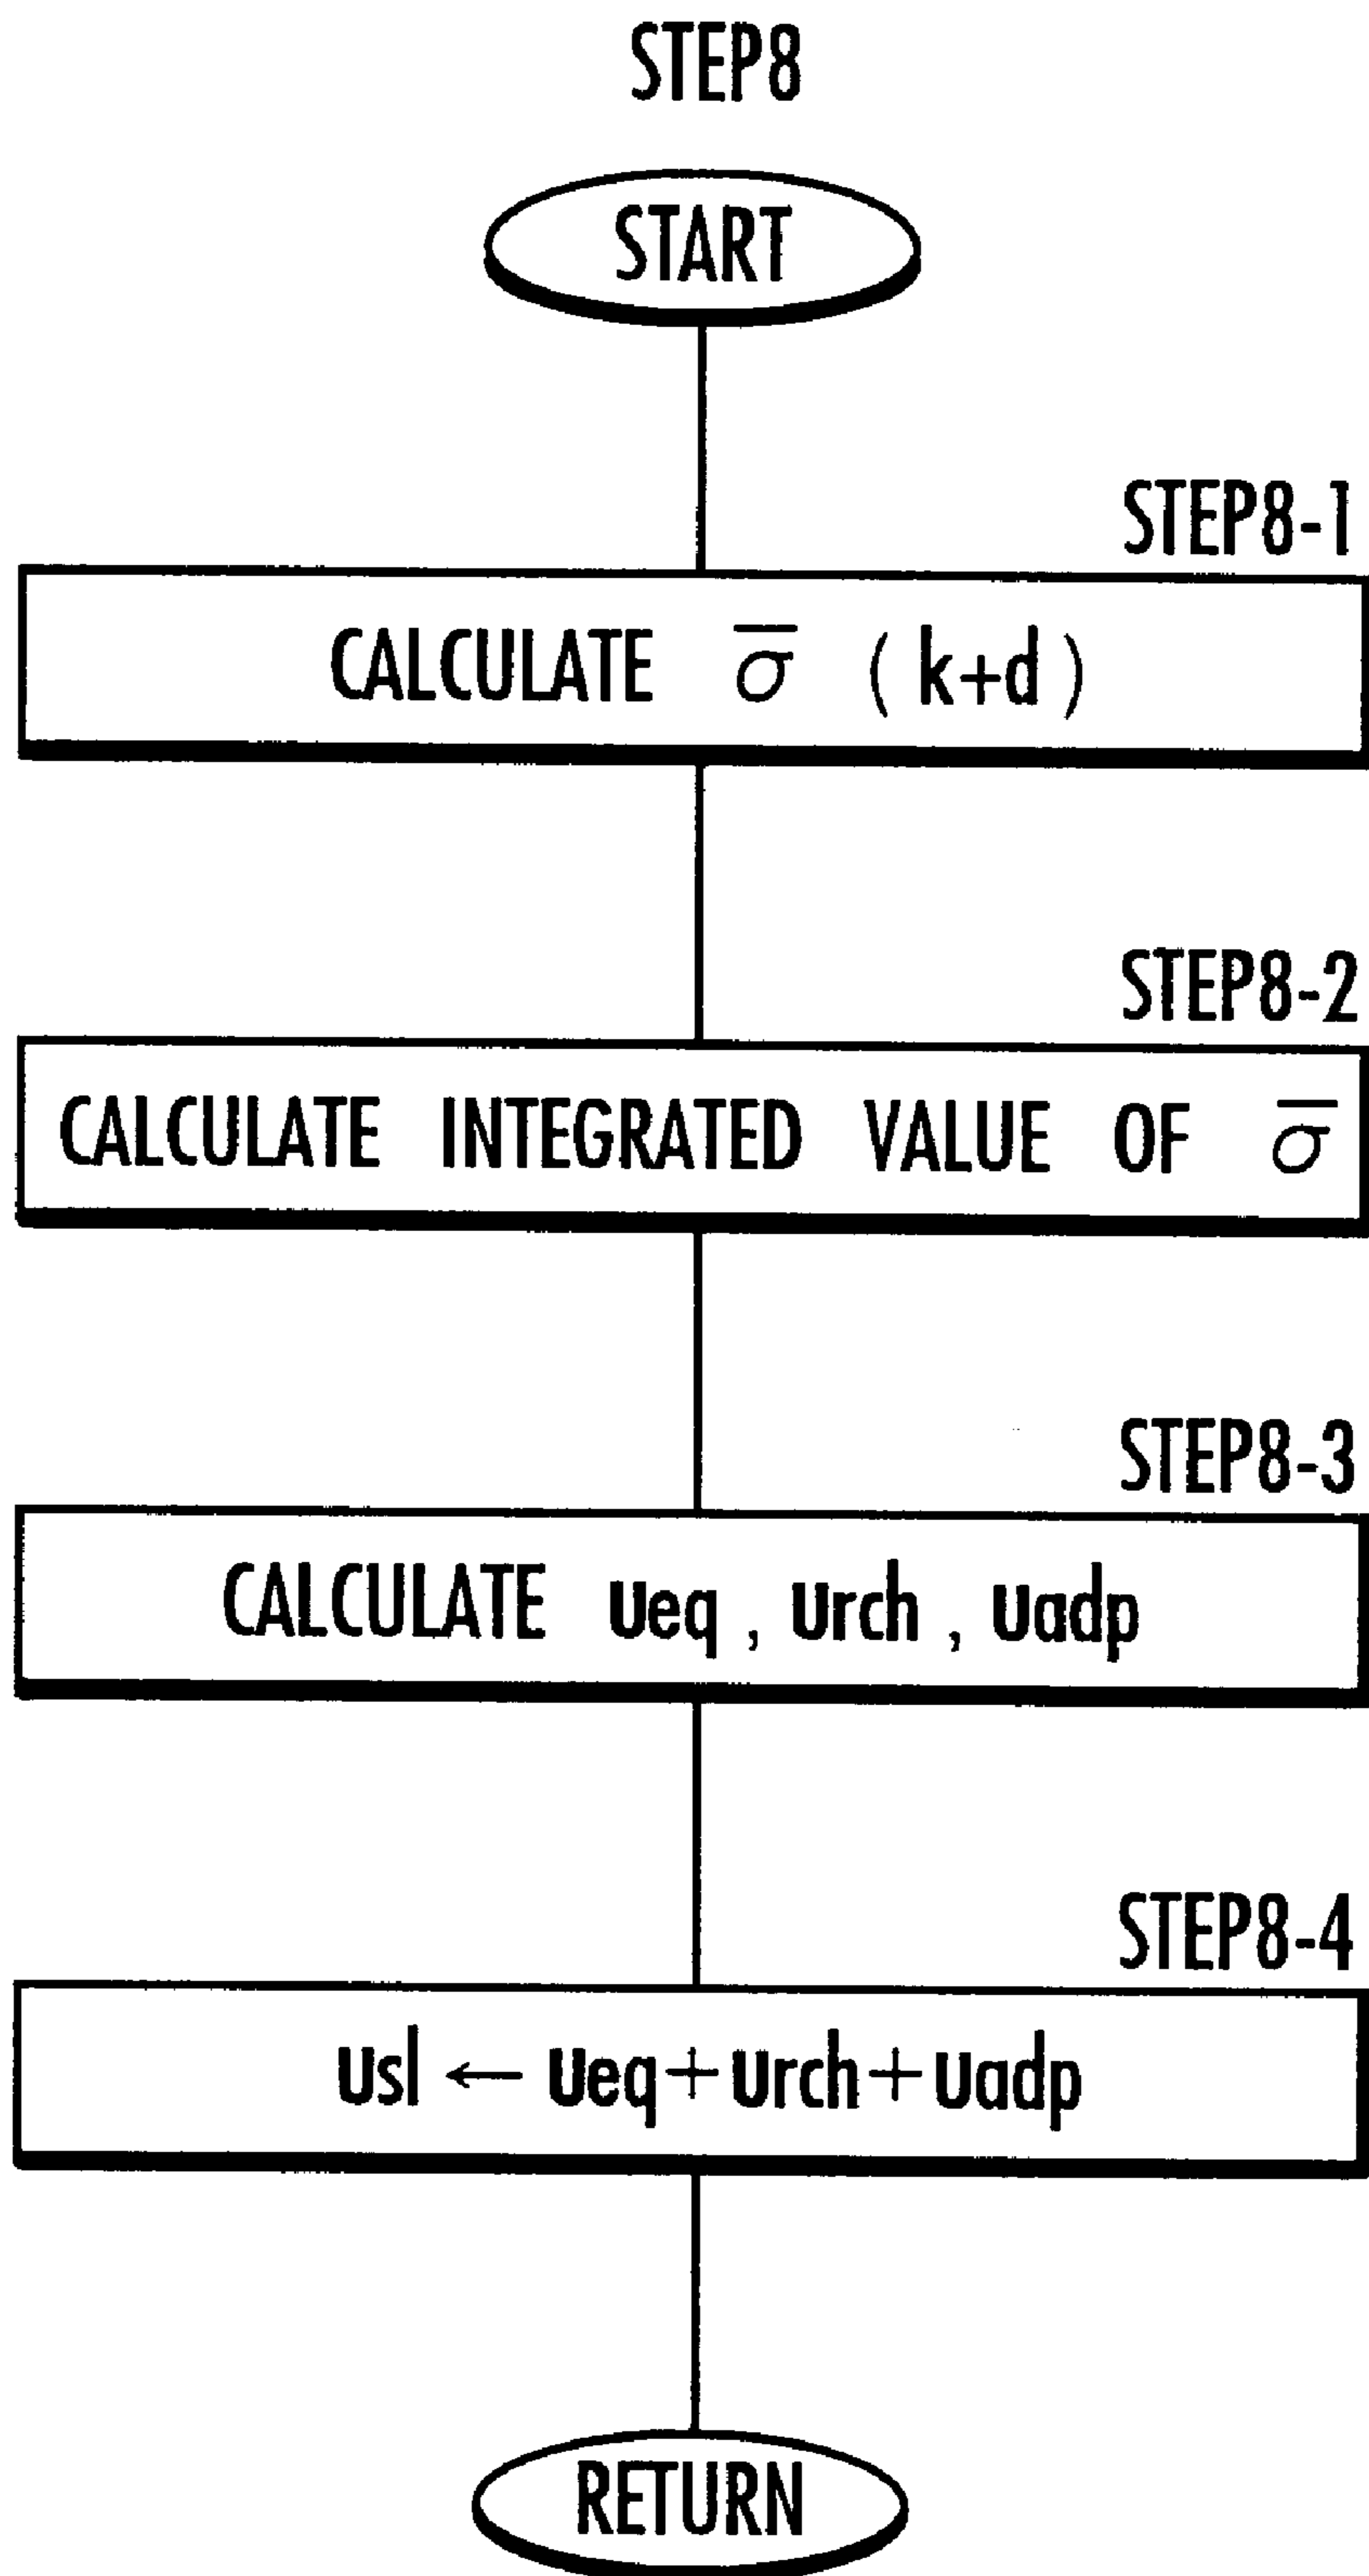 STEP8
START
STEP8-1
CALCULATE σ̅ ( k+d )
STEP8-2
CALCULATE INTEGRATED VALUE OF σ̅
STEP8-3
CALCULATE Ueq , Urch , Uadp
STEP8-4
Usl ← Ueq+Urch+Uadp
RETURN